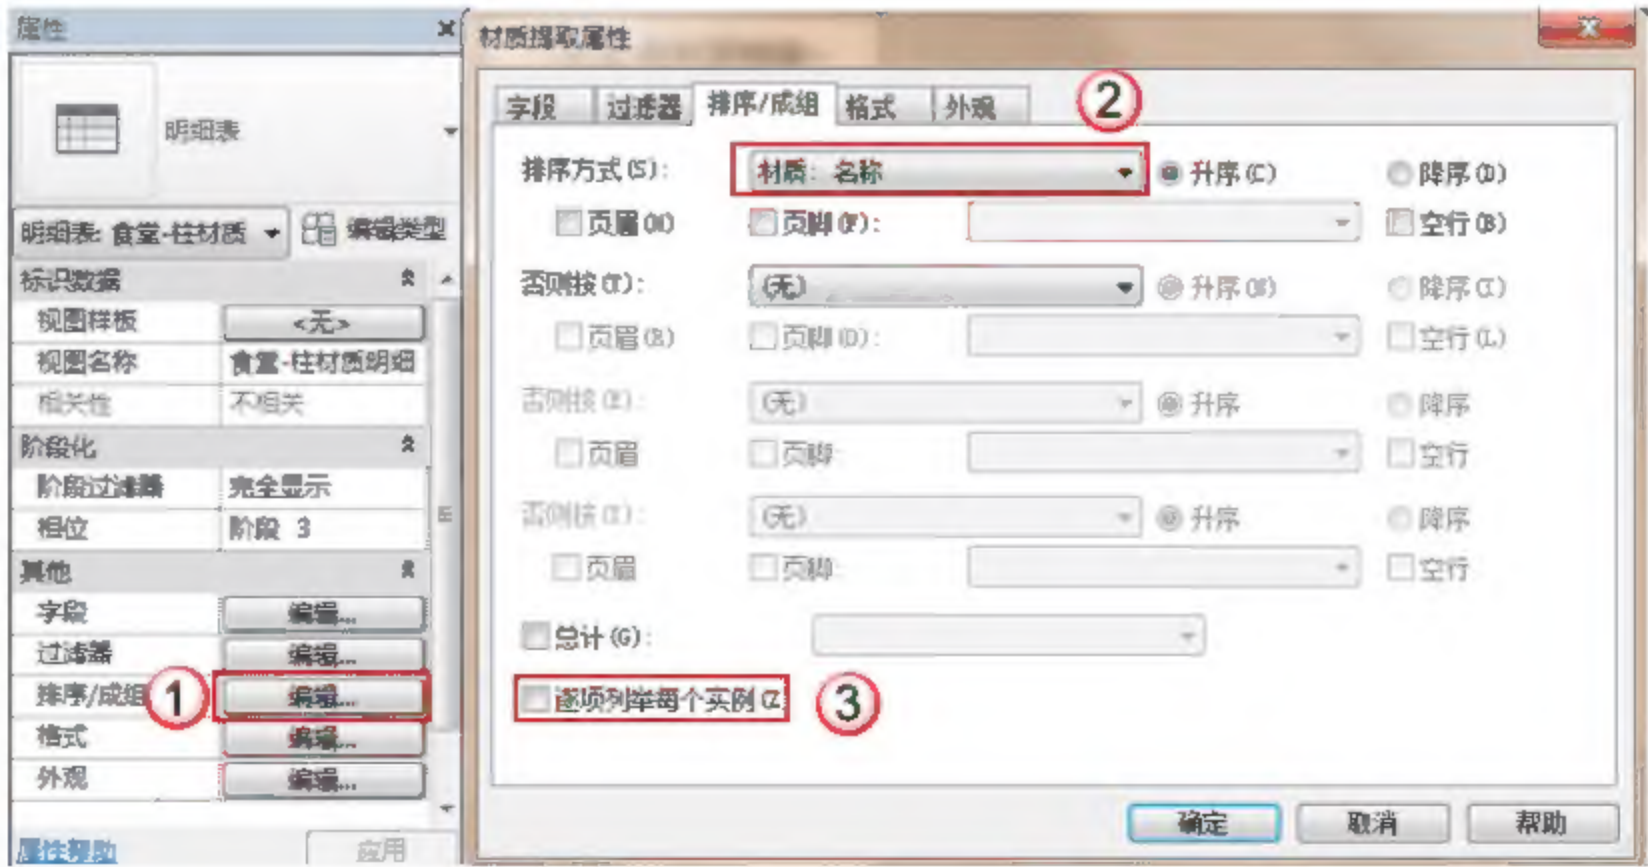 属性
明细表
明细表: 食堂-柱材质
编辑类型
标识数据
视图样板 <无>
视图名称 食堂-柱材质明细
相关性 不相关
阶段化
阶段过滤器 完全显示
相位 阶段 3
其他
字段 编辑...
过滤器 编辑...
排序/成组 编辑...
①
格式 编辑...
外观 编辑...
属性帮助 应用
材质提取属性
字段 过滤器 排序/成组 格式 外观
②
排序方式(S): 材质: 名称 升序(C) 降序(D)
页眉(H) 页脚(F): 空行(B)
否则按(T): (无) 升序(N) 降序(I)
页眉(R) 页脚(O): 空行(L)
否则按(E): (无) 升序 降序
页眉 页脚: 空行
否则按(Y): (无) 升序 降序
页眉 页脚: 空行
总计(G):
逐项列举每个实例(Z)
③
确定 取消 帮助